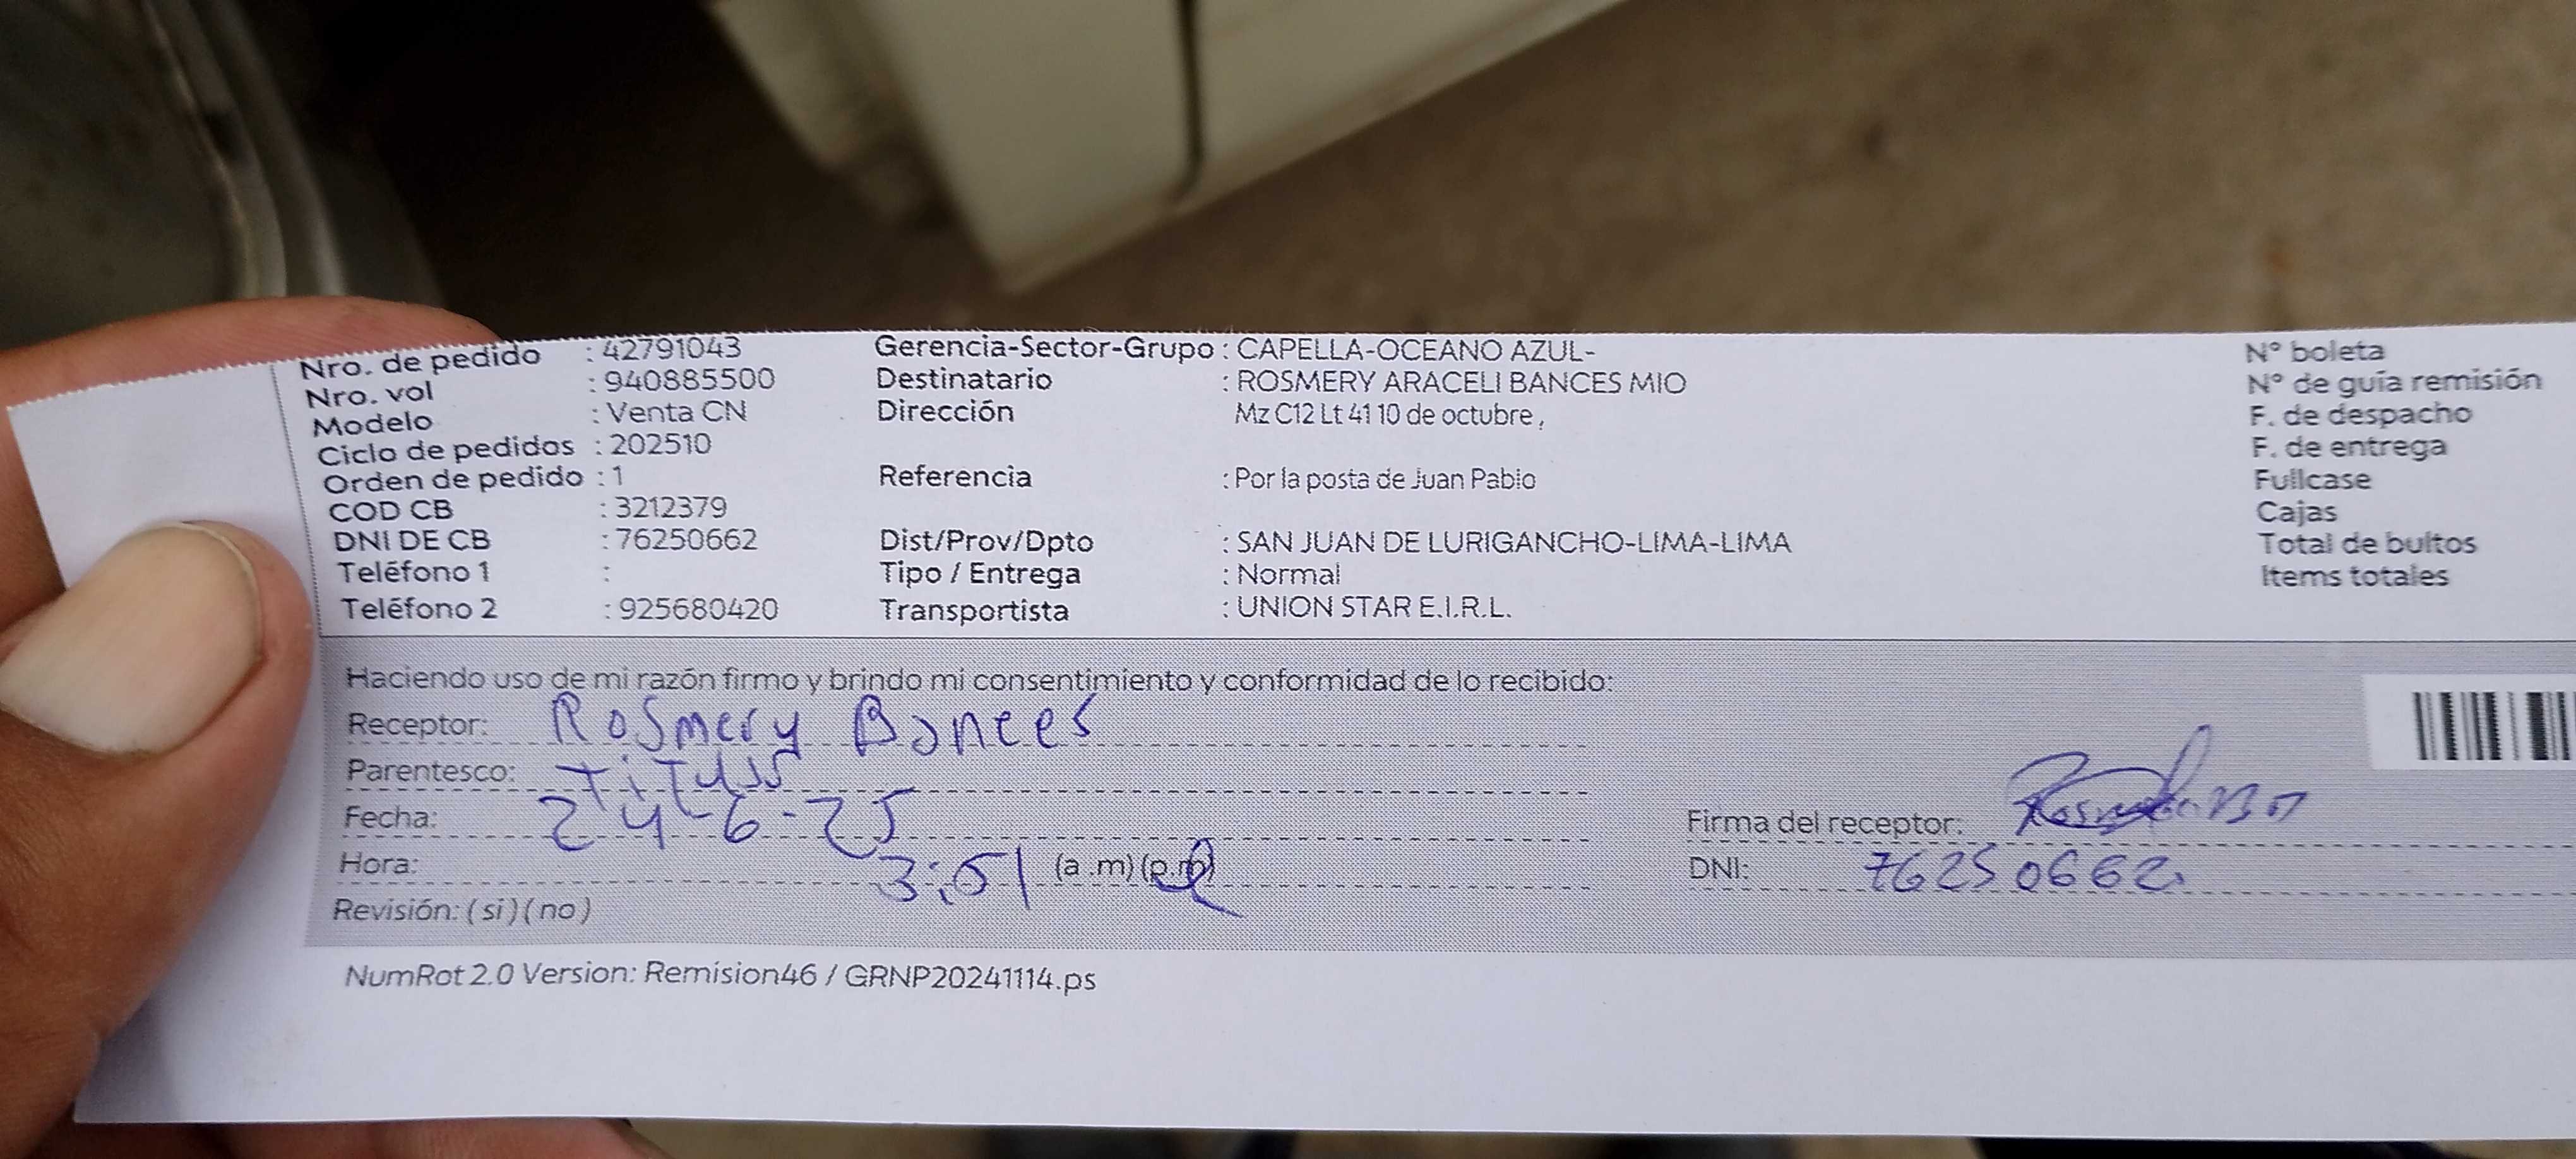 Nro. de pedido : 42791043 Gerencia-Sector-Grupo : CAPELLA-OCEANO AZUL- N° boleta
Nro. vol : 940885500 Destinatario : ROSMERY ARACELI BANCES MIO N° de guía remisión
Modelo : Venta CN Dirección Mz C12 Lt 41 10 de octubre , F. de despacho
Ciclo de pedidos : 202510 F. de entrega
Orden de pedido : 1 Referencia : Por la posta de Juan Pablo Fullcase
COD CB : 3212379 Cajas
DNI DE CB : 76250662 Dist/Prov/Dpto : SAN JUAN DE LURIGANCHO-LIMA-LIMA Total de bultos
Teléfono 1 : Tipo / Entrega : Normal Items totales
Teléfono 2 : 925680420 Transportista : UNION STAR E.I.R.L.
Haciendo uso de mi razón firmo y brindo mi consentimiento y conformidad de lo recibido:
Receptor: Rosmery Bances
Parentesco:
Fecha: 24-6-25 Firma del receptor:
Hora: 3:51 (a.m) (p.m) DNI: 76250662
Revisión: ( si ) ( no )
NumRot 2.0 Version: Remision46 / GRNP20241114.ps